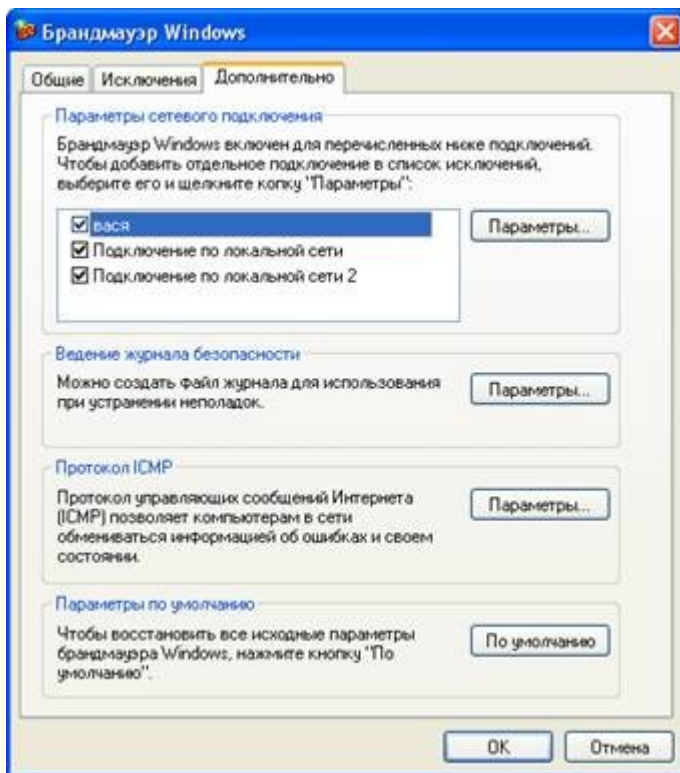 Брандмауэр Windows
Общие Исключения Дополнительно
Параметры сетевого подключения
Брандмауэр Windows включен для перечисленных ниже подключений.
Чтобы добавить отдельное подключение в список исключений,
выберите его и щелкните копку "Параметры":
вася
Подключение по локальной сети
Подключение по локальной сети 2
Параметры...
Ведение журнала безопасности
Можно создать файл журнала для использования
при устранении неполадок.
Параметры...
Протокол ICMP
Протокол управляющих сообщений Интернета
(ICMP) позволяет компьютерам в сети
обмениваться информацией об ошибках и своем
состоянии.
Параметры...
Параметры по умолчанию
Чтобы восстановить все исходные параметры
брандмауэра Windows, нажмите кнопку "По
умолчанию".
По умолчанию
OK Отмена